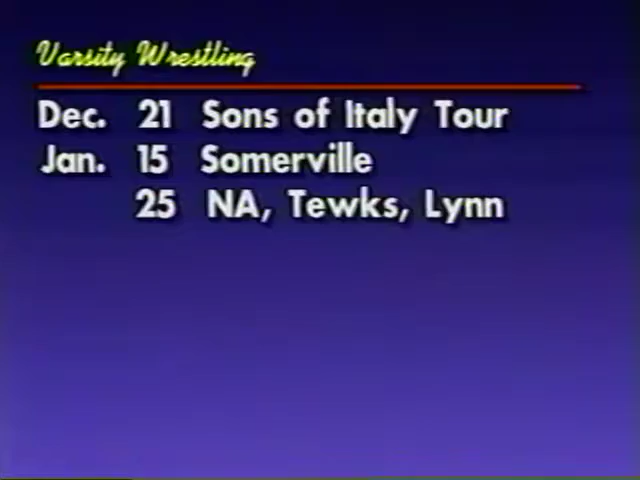 Varsity Wrestling
Dec. 21 Sons of Italy Tour
Jan. 15 Somerville
25 NA, Tewks, Lynn